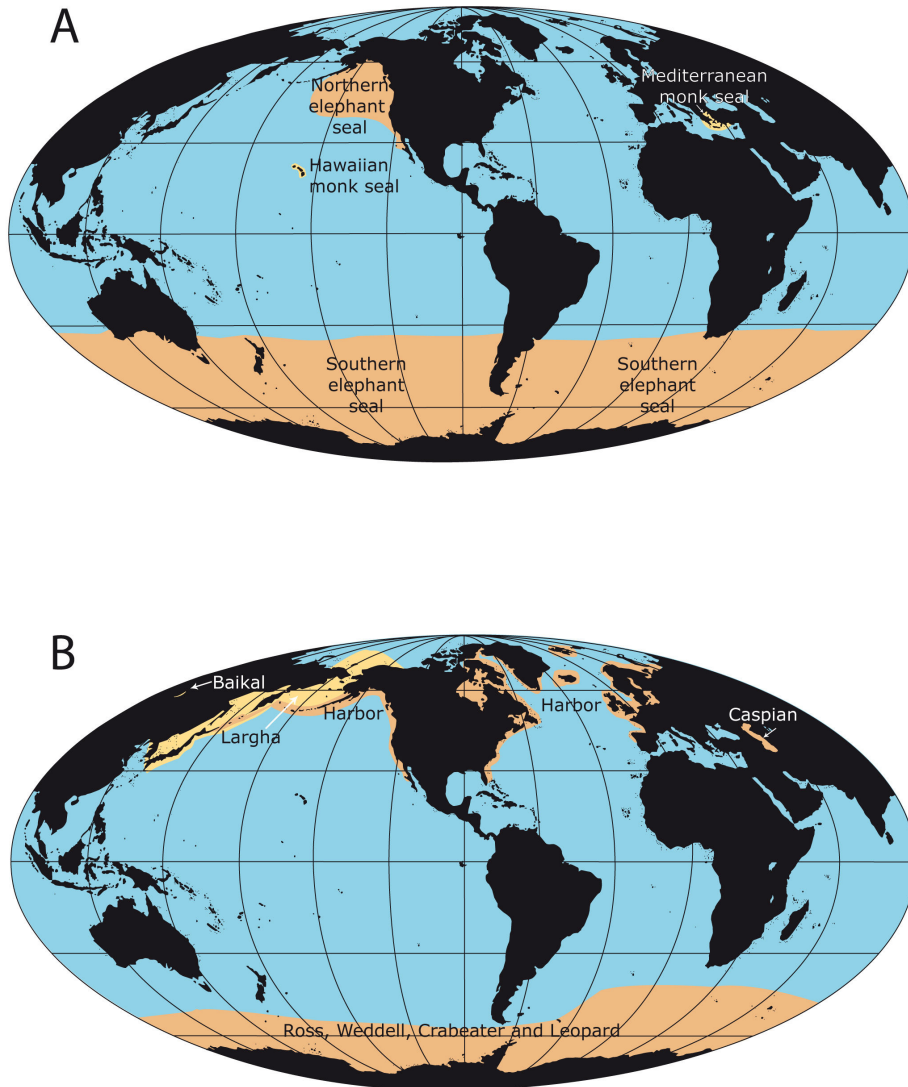 A
Northern
elephant
seal
Mediterranean
monk seal
Hawaiian
monk seal
Southern
elephant
seal
Southern
elephant
seal
B
Baikal
Largha
Harbor
Harbor
Caspian
Ross, Weddell, Crabeater and Leopard